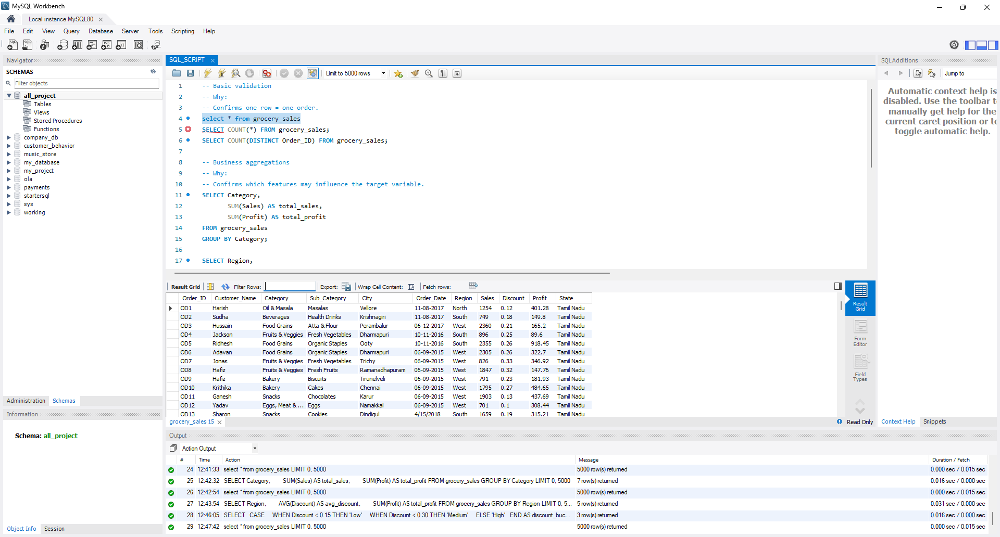 MySQL Workbench
Local instance MySQL80
File Edit View Query Database Server Tools Scripting Help
Navigator
SCHEMAS
Filter objects
all_project
Tables
Views
Stored Procedures
Functions
company_db
customer_behavior
music_store
my_database
my_project
ola
payments
startersql
sys
working
Administration Schemas
Information
Schema: all_project
Object Info Session
SQL_SCRIPT
Limit to 5000 rows
1 -- Basic validation
2 -- Why:
3 -- Confirms one row = one order.
4 select * from grocery_sales
5 SELECT COUNT(*) FROM grocery_sales;
6 SELECT COUNT(DISTINCT Order_ID) FROM grocery_sales;
7
8 -- Business aggregations
9 -- Why:
10 -- Confirms which features may influence the target variable.
11 SELECT Category,
12 SUM(Sales) AS total_sales,
13 SUM(Profit) AS total_profit
14 FROM grocery_sales
15 GROUP BY Category;
16
17 SELECT Region,
Result Grid Filter Rows: Export: Wrap Cell Content: Fetch rows:
Order_ID Customer_Name Category Sub_Category City Order_Date Region Sales Discount Profit State
OD1 Harish Oil & Masala Masalas Vellore 11-08-2017 North 1254 0.12 401.28 Tamil Nadu
OD2 Sudha Beverages Health Drinks Krishnagiri 11-08-2017 South 749 0.18 149.8 Tamil Nadu
OD3 Hussain Food Grains Atta & Flour Perambalur 06-12-2017 West 2360 0.21 165.2 Tamil Nadu
OD4 Jackson Fruits & Veggies Fresh Vegetables Dharmapuri 10-11-2016 South 896 0.25 89.6 Tamil Nadu
OD5 Ridhesh Food Grains Organic Staples Ooty 10-11-2016 South 2355 0.26 918.45 Tamil Nadu
OD6 Adavan Food Grains Organic Staples Dharmapuri 06-09-2015 West 2305 0.26 322.7 Tamil Nadu
OD7 Jonas Fruits & Veggies Fresh Vegetables Trichy 06-09-2015 West 826 0.33 346.92 Tamil Nadu
OD8 Hafiz Fruits & Veggies Fresh Fruits Ramanadhapuram 06-09-2015 West 1847 0.32 147.76 Tamil Nadu
OD9 Hafiz Bakery Biscuits Tirunelveli 06-09-2015 West 791 0.23 181.93 Tamil Nadu
OD10 Krithika Bakery Cakes Chennai 06-09-2015 West 1795 0.27 484.65 Tamil Nadu
OD11 Ganesh Snacks Chocolates Karur 06-09-2015 West 1903 0.13 437.69 Tamil Nadu
OD12 Yadav Eggs, Meat & ... Eggs Namakkal 06-09-2015 West 701 0.1 308.44 Tamil Nadu
OD13 Sharon Snacks Cookies Dindigul 4/15/2018 South 1659 0.19 315.21 Tamil Nadu
Result Grid
Form Editor
Field Types
grocery_sales 15
Read Only
SQLAdditions
Jump to
Automatic context help is
disabled. Use the toolbar t
manually get help for the
current caret position or to
toggle automatic help.
Context Help Snippets
Output
Action Output
# Time Action Message Duration / Fetch
24 12:41:33 select * from grocery_sales LIMIT 0, 5000 5000 row(s) returned 0.000 sec / 0.015 sec
25 12:42:32 SELECT Category, SUM(Sales) AS total_sales, SUM(Profit) AS total_profit FROM grocery_sales GROUP BY Category LIMIT 0, 5000 7 row(s) returned 0.016 sec / 0.000 sec
26 12:42:54 select * from grocery_sales LIMIT 0, 5000 5000 row(s) returned 0.000 sec / 0.015 sec
27 12:43:54 SELECT Region, AVG(Discount) AS avg_discount, SUM(Profit) AS total_profit FROM grocery_sales GROUP BY Region LIMIT 0, 5... 5 row(s) returned 0.031 sec / 0.000 sec
28 12:46:05 SELECT CASE WHEN Discount < 0.15 THEN 'Low' WHEN Discount < 0.30 THEN 'Medium' ELSE 'High' END AS discount_buc... 3 row(s) returned 0.016 sec / 0.000 sec
29 12:47:42 select * from grocery_sales LIMIT 0, 5000 5000 row(s) returned 0.000 sec / 0.015 sec